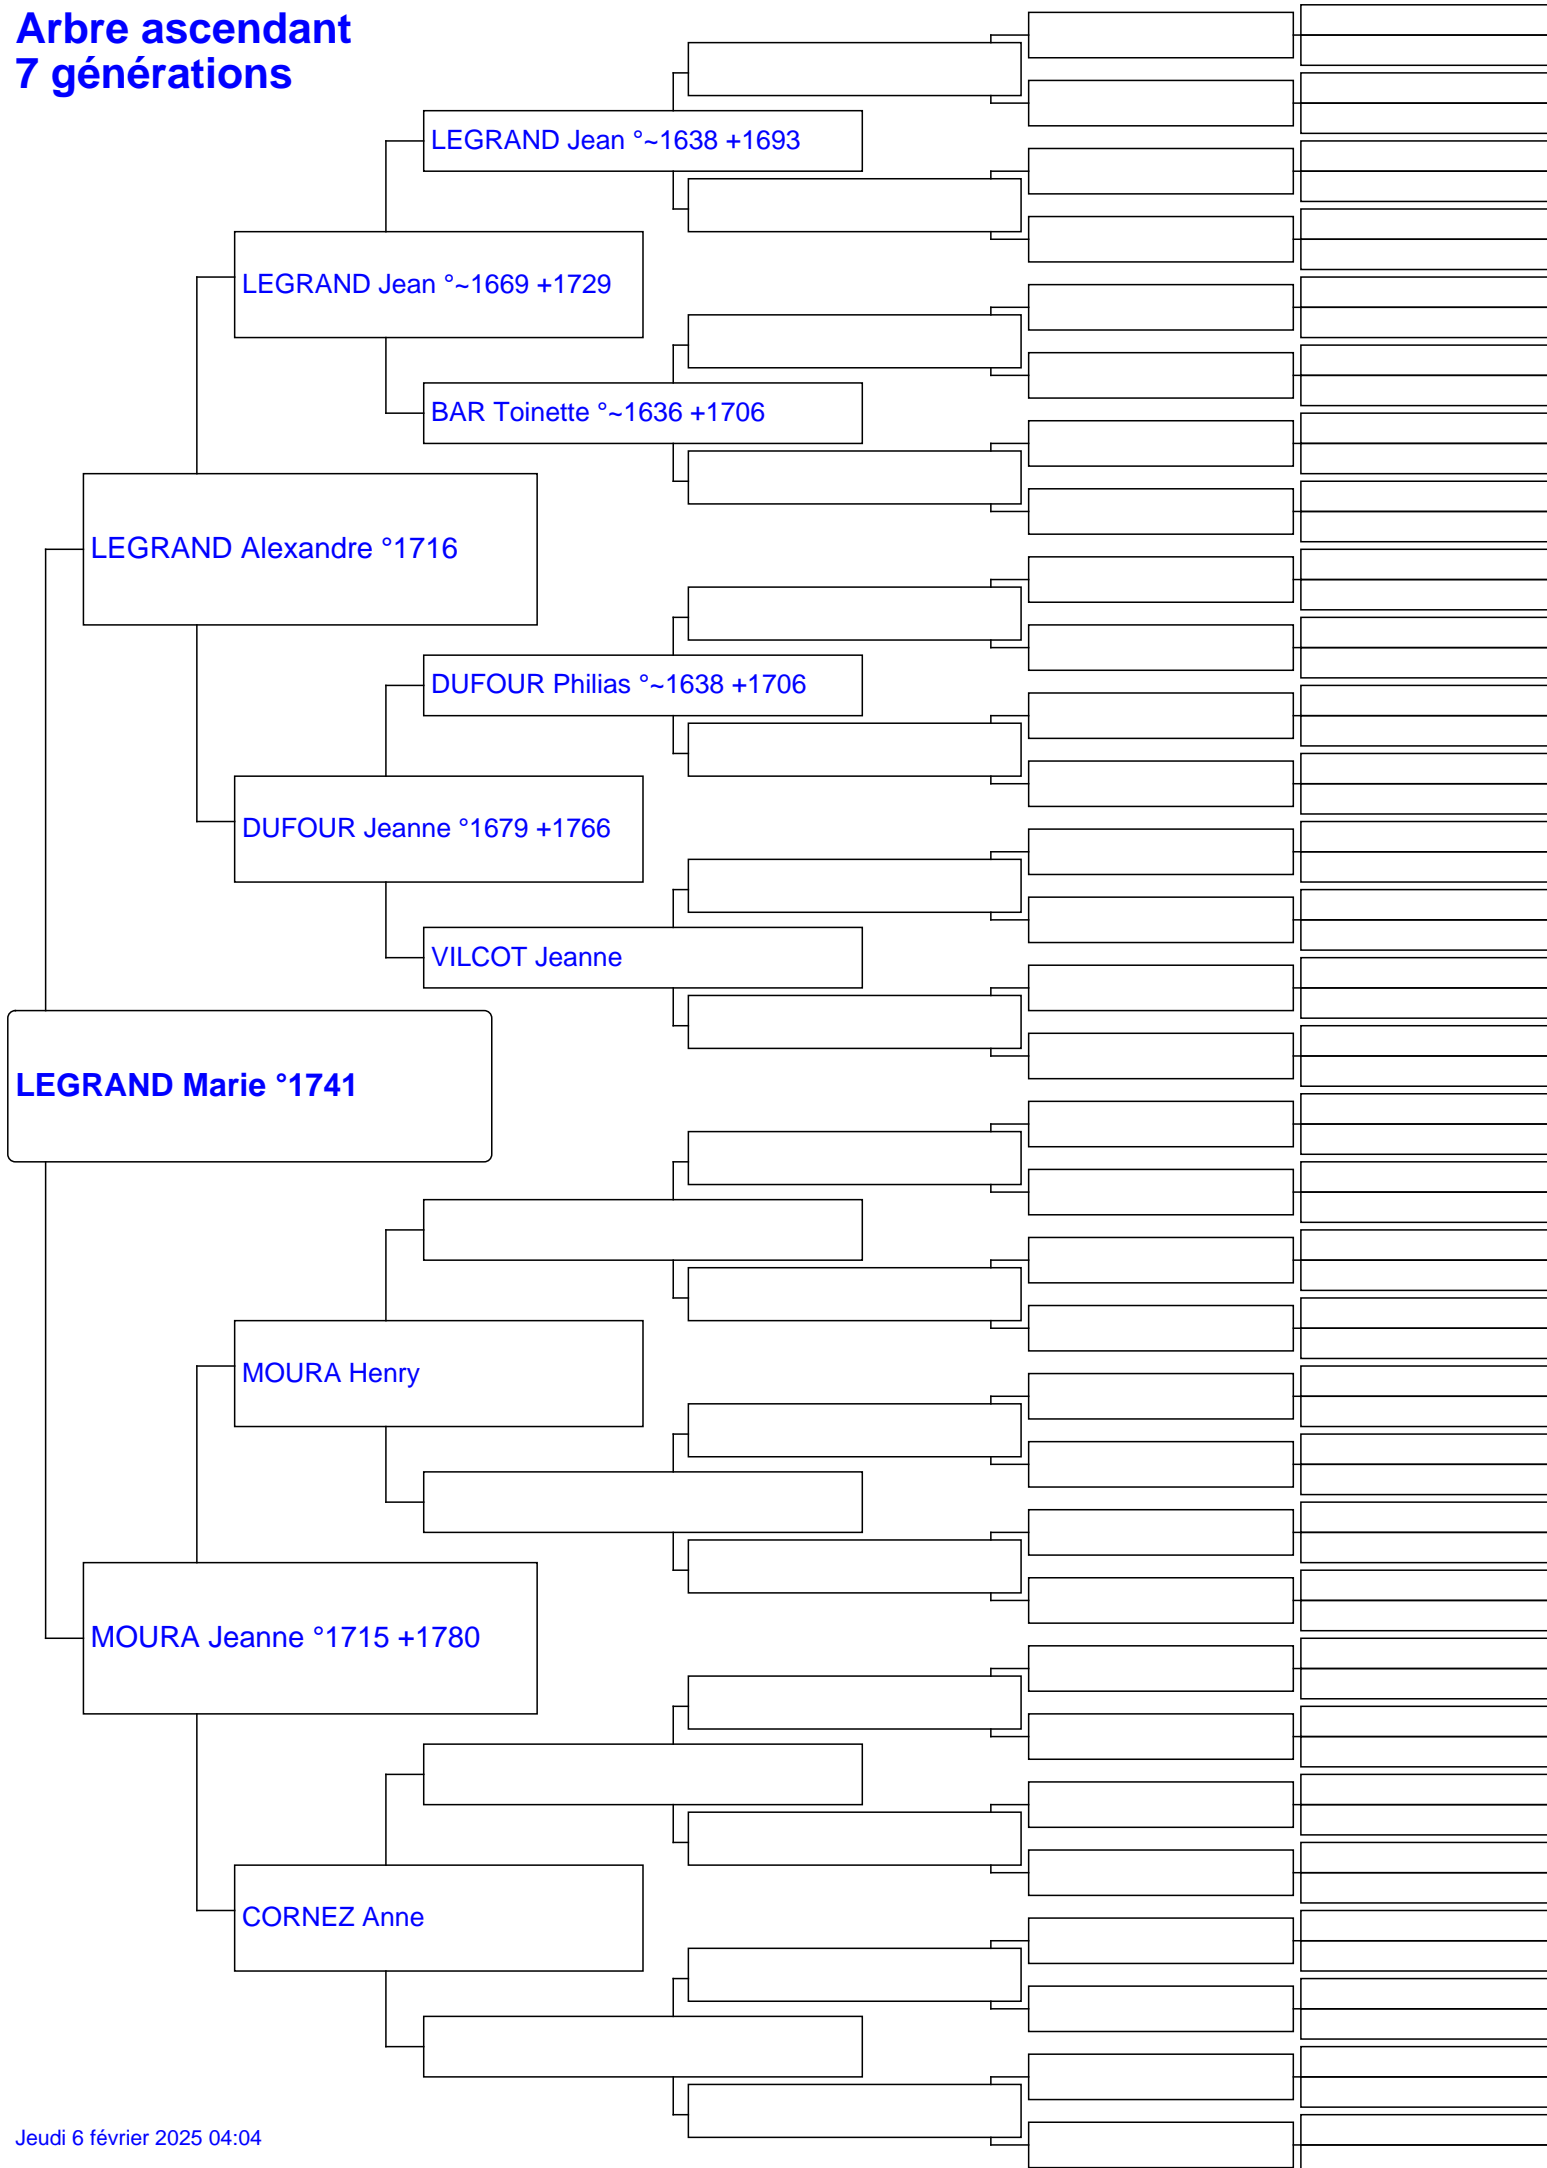 Arbre ascendant
7 générations
LEGRAND Jean °~1638 +1693
LEGRAND Jean °~1669 +1729
BAR Toinette °~1636 +1706
LEGRAND Alexandre °1716
DUFOUR Philias °~1638 +1706
DUFOUR Jeanne °1679 +1766
VILCOT Jeanne
LEGRAND Marie °1741
MOURA Henry
MOURA Jeanne °1715 +1780
CORNEZ Anne
Jeudi 6 février 2025 04:04